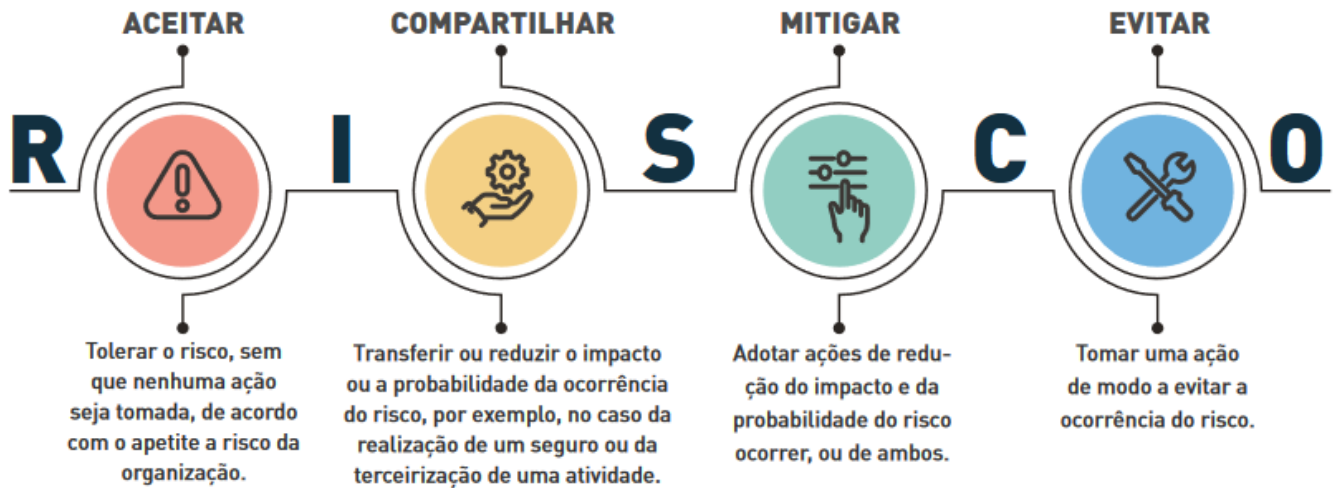 ACEITAR
COMPARTILHAR
MITIGAR
EVITAR
R I S C O
Tolerar o risco, sem
que nenhuma ação
seja tomada, de acordo
com o apetite a risco da
organização.
Transferir ou reduzir o impacto
ou a probabilidade da ocorrência
do risco, por exemplo, no caso da
realização de um seguro ou da
terceirização de uma atividade.
Adotar ações de redu-
ção do impacto e da
probabilidade do risco
ocorrer, ou de ambos.
Tomar uma ação
de modo a evitar a
ocorrência do risco.